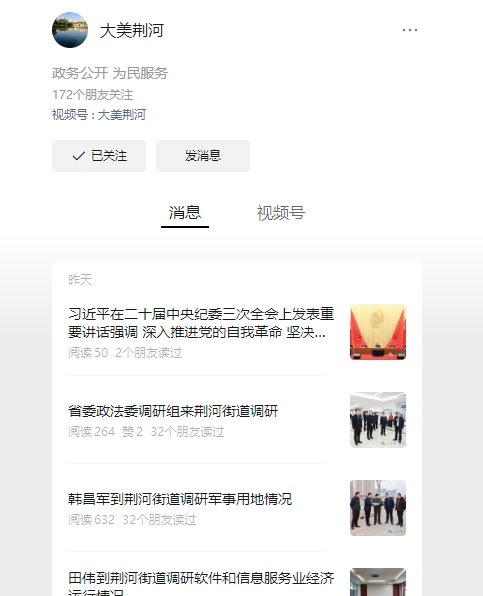 大美荆河
政务公开 为民服务
172个朋友关注
视频号 : 大美荆河
已关注
发消息
消息
视频号
昨天
习近平在二十届中央纪委三次全会上发表重
要讲话强调 深入推进党的自我革命 坚决...
阅读 50 2个朋友读过
省委政法委调研组来荆河街道调研
阅读 264 赞 2 32个朋友读过
韩昌军到荆河街道调研军事用地情况
阅读 632 32个朋友读过
田伟到荆河街道调研软件和信息服务业经济
运行情况